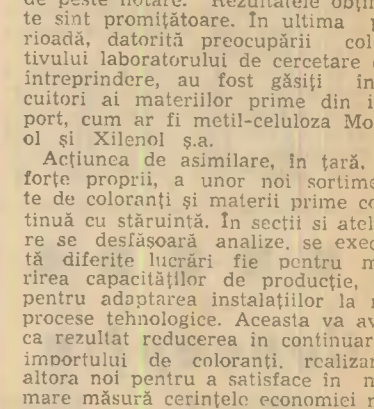 de peste hotare. Rezultatele obți
te sint promițătoare. În ultima p
rioadă, datorită preocupării col
tivului laboratorului de cercetare
intreprindere, au fost găsiți in
cuitori ai materiilor prime din i
port, cum ar fi metil-celuloza Mo
ol și Xilenol ș.a.
Acțiunea de asimilare, în țară,
forțe proprii, a unor noi sortime
te de coloranți și materii prime co
tinuă cu stăruință. În secții si atel
re se desfășoară analize, se exec
tă diferite lucrări fie pentru m
rirea capacităților de producție,
pentru adaptarea instalațiilor la
procese tehnologice. Aceasta va av
ca rezultat reducerea in continuar
importului de coloranți, realizar
altora noi pentru a satisface în n
mare măsură cerințele economiei n